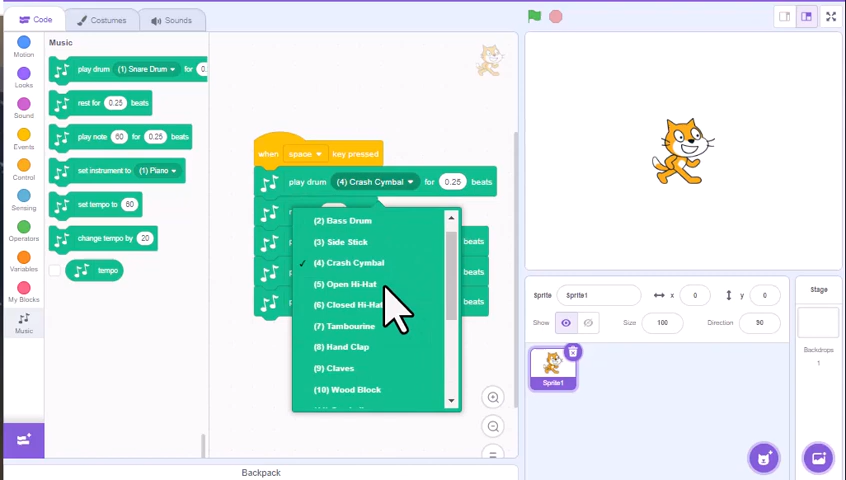 Code
Costumes
Sounds
Motion
Looks
Sound
Events
Control
Sensing
Operators
Variables
My Blocks
Music
Music
play drum (1) Snare Drum for
rest for 0.25 beats
play note 60 for 0.25 beats
set instrument to (1) Piano
set tempo to 60
change tempo by 20
tempo
when space key pressed
play drum (4) Crash Cymbal for 0.25 beats
(2) Bass Drum
(3) Side Stick
beats
✓ (4) Crash Cymbal
beats
(5) Open Hi-Hat
(6) Closed Hi-Hat
beats
(7) Tambourine
(8) Hand Clap
(9) Claves
(10) Wood Block
Backpack
Sprite Sprite1 x 0 y 0
Show Size 100 Direction 90
Sprite1
Stage
Backdrops
1